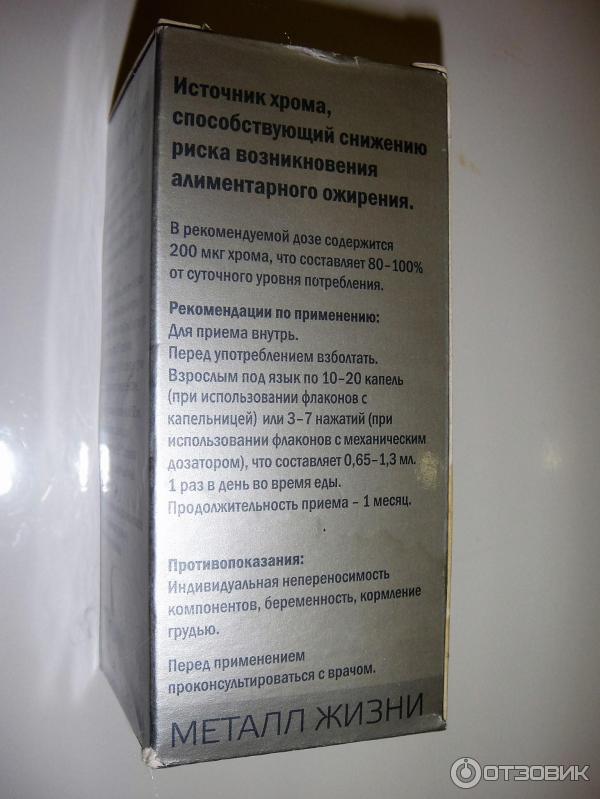 Источник хрома,
способствующий снижению
риска возникновения
алиментарного ожирения.
В рекомендуемой дозе содержится
200 мкг хрома, что составляет 80–100%
от суточного уровня потребления.
Рекомендации по применению:
Для приема внутрь.
Перед употреблением взболтать.
Взрослым под язык по 10–20 капель
(при использовании флаконов с
капельницей) или 3–7 нажатий (при
использовании флаконов с механическим
дозатором), что составляет 0,65–1,3 мл.
1 раз в день во время еды.
Продолжительность приема – 1 месяц.
Противопоказания:
Индивидуальная непереносимость
компонентов, беременность, кормление
грудью.
Перед применением
проконсультироваться с врачом.
МЕТАЛЛ ЖИЗНИ
ОТЗОВИК